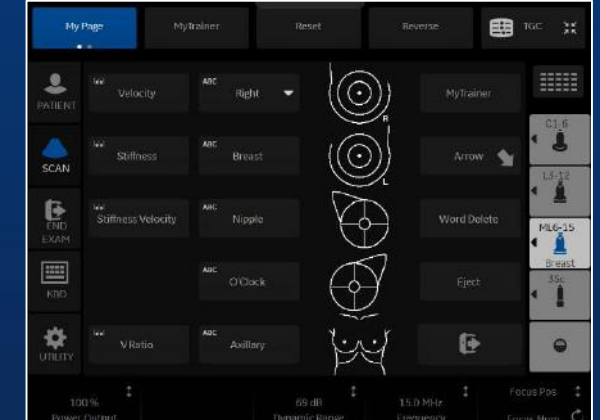 My Page MyTrainer Reset Reverse TGC
PATIENT
SCAN
END
EXAM
KBD
UTILITY
Velocity ABC Right
R
MyTrainer
C1-6
Stiffness ABC Breast
L
Arrow
L3-12
Stiffness Velocity ABC Nipple
Word Delete
ML6-15
Breast
ABC O'Clock
Eject
3Sc
V Ratio ABC Axillary
100 % 69 dB 15.0 MHz Focus Pos
Power Output Dynamic Range Frequency Focus Num